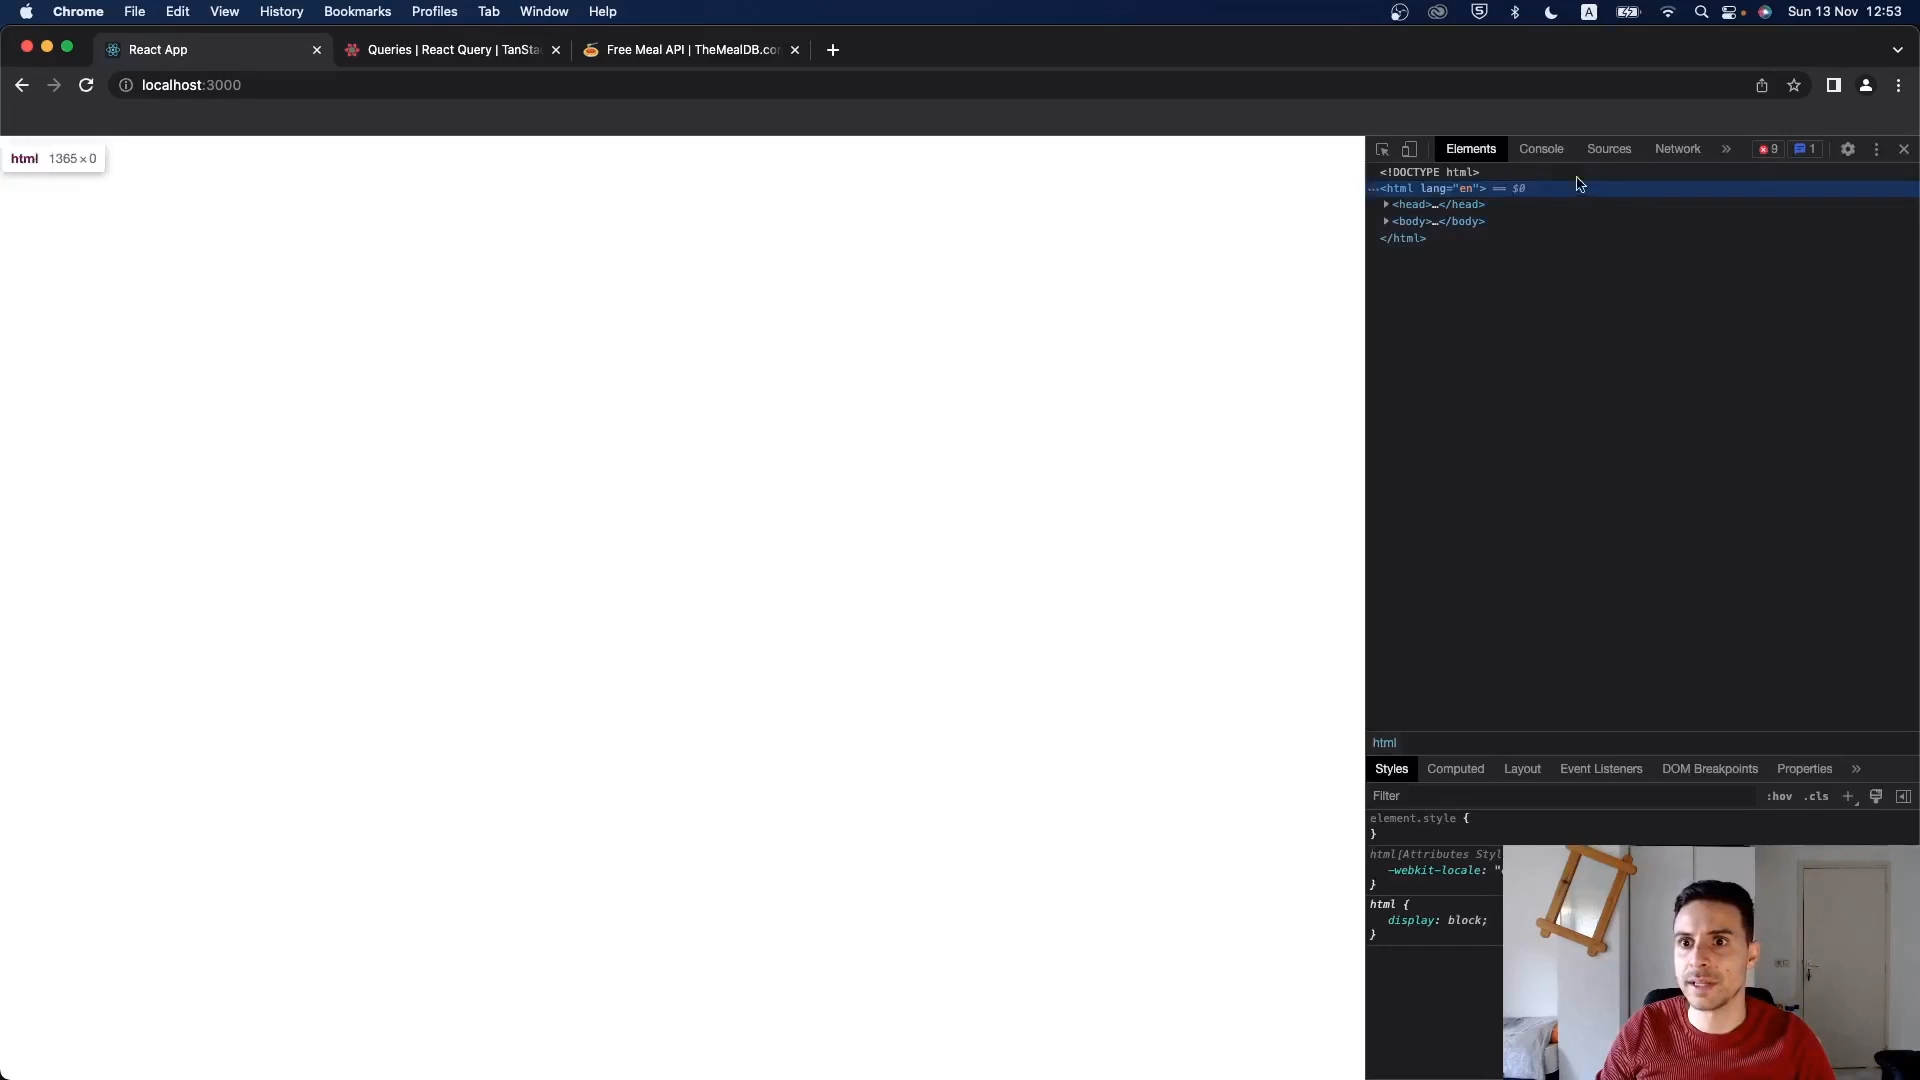 Chrome File Edit View History Bookmarks Profiles Tab Window Help
A
Sun 13 Nov 12:53
React App
Queries | React Query | TanSta
Free Meal API | TheMealDB.co
localhost:3000
html 1365×0
Elements Console Sources Network » 9 1
<!DOCTYPE html>
…<html lang="en"> == $0
<head>…</head>
<body>…</body>
</html>
html
Styles Computed Layout Event Listeners DOM Breakpoints Properties »
Filter :hov .cls +
element.style {
}
html[Attributes Styl
-webkit-locale: "
}
html {
display: block;
}